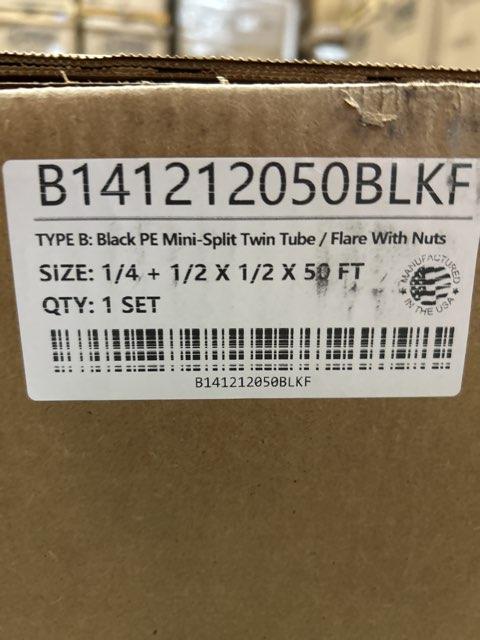 B141212050BLKF
TYPE B: Black PE Mini-Split Twin Tube / Flare With Nuts
SIZE: 1/4 + 1/2 X 1/2 X 50 FT
QTY: 1 SET
MANUFACTURED
IN THE USA
B141212050BLKF